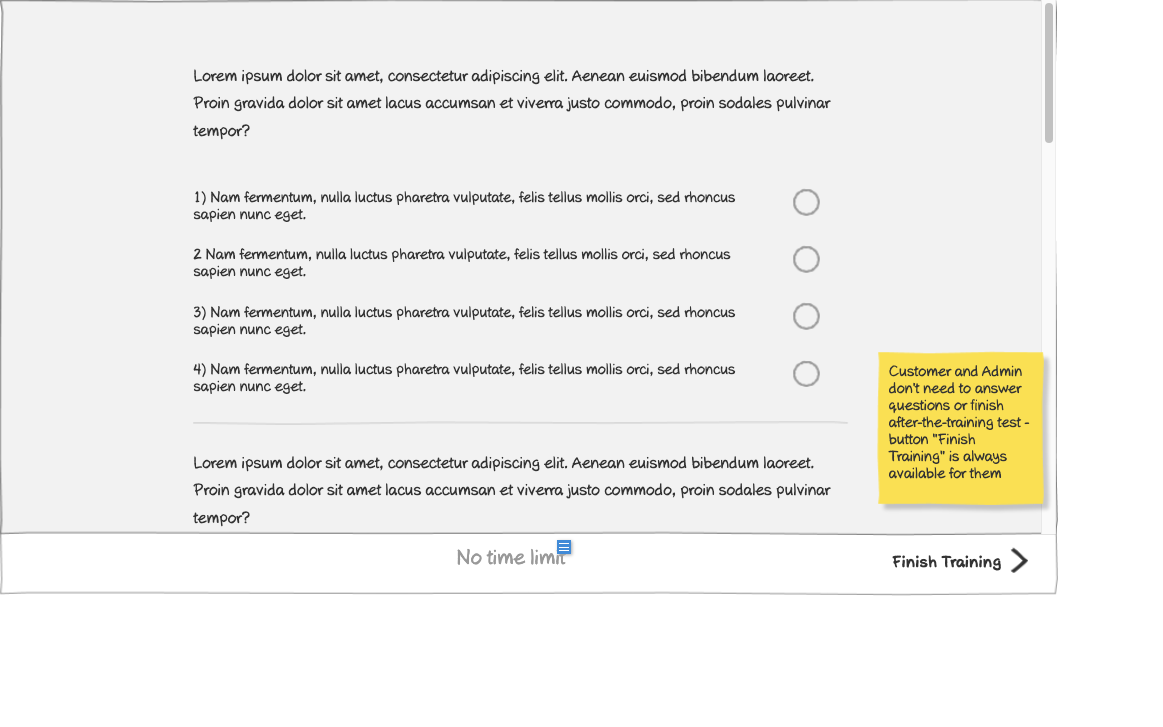 Lorem ipsum dolor sit amet, consectetur adipiscing elit. Aenean euismod bibendum laoreet.
Proin gravida dolor sit amet lacus accumsan et viverra justo commodo, proin sodales pulvinar
tempor?
1) Nam fermentum, nulla luctus pharetra vulputate, felis tellus mollis orci, sed rhoncus
sapien nunc eget.
2 Nam fermentum, nulla luctus pharetra vulputate, felis tellus mollis orci, sed rhoncus
sapien nunc eget.
3) Nam fermentum, nulla luctus pharetra vulputate, felis tellus mollis orci, sed rhoncus
sapien nunc eget.
4) Nam fermentum, nulla luctus pharetra vulputate, felis tellus mollis orci, sed rhoncus
sapien nunc eget.
Customer and Admin
don't need to answer
questions or finish
after-the-training test -
button "Finish
Training" is always
available for them
Lorem ipsum dolor sit amet, consectetur adipiscing elit. Aenean euismod bibendum laoreet.
Proin gravida dolor sit amet lacus accumsan et viverra justo commodo, proin sodales pulvinar
tempor?
No time limit
Finish Training